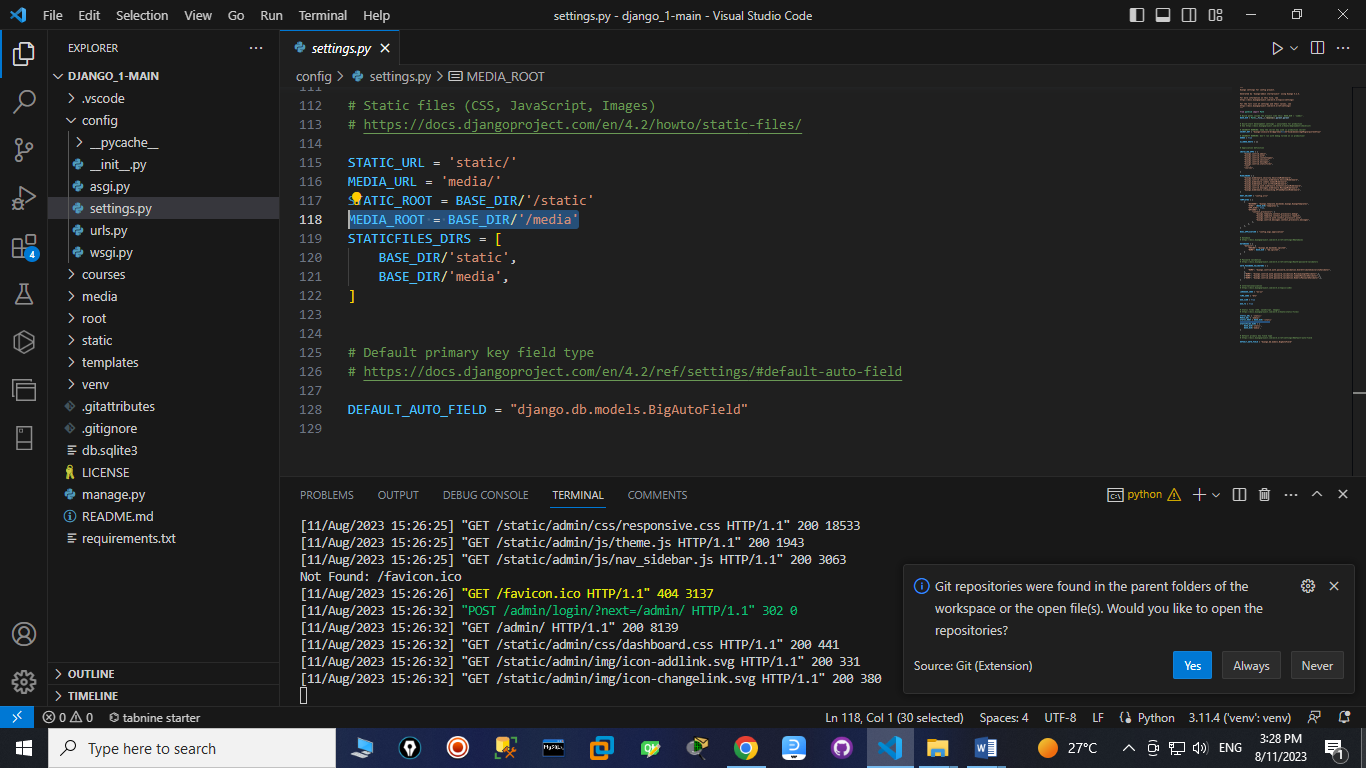 File Edit Selection View Go Run Terminal Help settings.py - django_1-main - Visual Studio Code
EXPLORER
DJANGO_1-MAIN
.vscode
config
__pycache__
__init__.py
asgi.py
settings.py
urls.py
wsgi.py
courses
media
root
static
templates
venv
.gitattributes
.gitignore
db.sqlite3
LICENSE
manage.py
README.md
requirements.txt
OUTLINE
TIMELINE
4
settings.py
config > settings.py > MEDIA_ROOT
111
112 # Static files (CSS, JavaScript, Images)
113 # https://docs.djangoproject.com/en/4.2/howto/static-files/
114
115 STATIC_URL = 'static/'
116 MEDIA_URL = 'media/'
117 STATIC_ROOT = BASE_DIR/'/static'
118 MEDIA_ROOT = BASE_DIR/'/media'
119 STATICFILES_DIRS = [
120 BASE_DIR/'static',
121 BASE_DIR/'media',
122 ]
123
124
125 # Default primary key field type
126 # https://docs.djangoproject.com/en/4.2/ref/settings/#default-auto-field
127
128 DEFAULT_AUTO_FIELD = "django.db.models.BigAutoField"
129
PROBLEMS OUTPUT DEBUG CONSOLE TERMINAL COMMENTS python
[11/Aug/2023 15:26:25] "GET /static/admin/css/responsive.css HTTP/1.1" 200 18533
[11/Aug/2023 15:26:25] "GET /static/admin/js/theme.js HTTP/1.1" 200 1943
[11/Aug/2023 15:26:25] "GET /static/admin/js/nav_sidebar.js HTTP/1.1" 200 3063
Not Found: /favicon.ico
[11/Aug/2023 15:26:26] "GET /favicon.ico HTTP/1.1" 404 3137
[11/Aug/2023 15:26:32] "POST /admin/login/?next=/admin/ HTTP/1.1" 302 0
[11/Aug/2023 15:26:32] "GET /admin/ HTTP/1.1" 200 8139
[11/Aug/2023 15:26:32] "GET /static/admin/css/dashboard.css HTTP/1.1" 200 441
[11/Aug/2023 15:26:32] "GET /static/admin/img/icon-addlink.svg HTTP/1.1" 200 331
[11/Aug/2023 15:26:32] "GET /static/admin/img/icon-changelink.svg HTTP/1.1" 200 380
Git repositories were found in the parent folders of the
workspace or the open file(s). Would you like to open the
repositories?
Source: Git (Extension) Yes Always Never
0 0 tabnine starter Ln 118, Col 1 (30 selected) Spaces: 4 UTF-8 LF Python 3.11.4 ('venv': venv)
Type here to search
27°C ENG
3:28 PM
8/11/2023
1